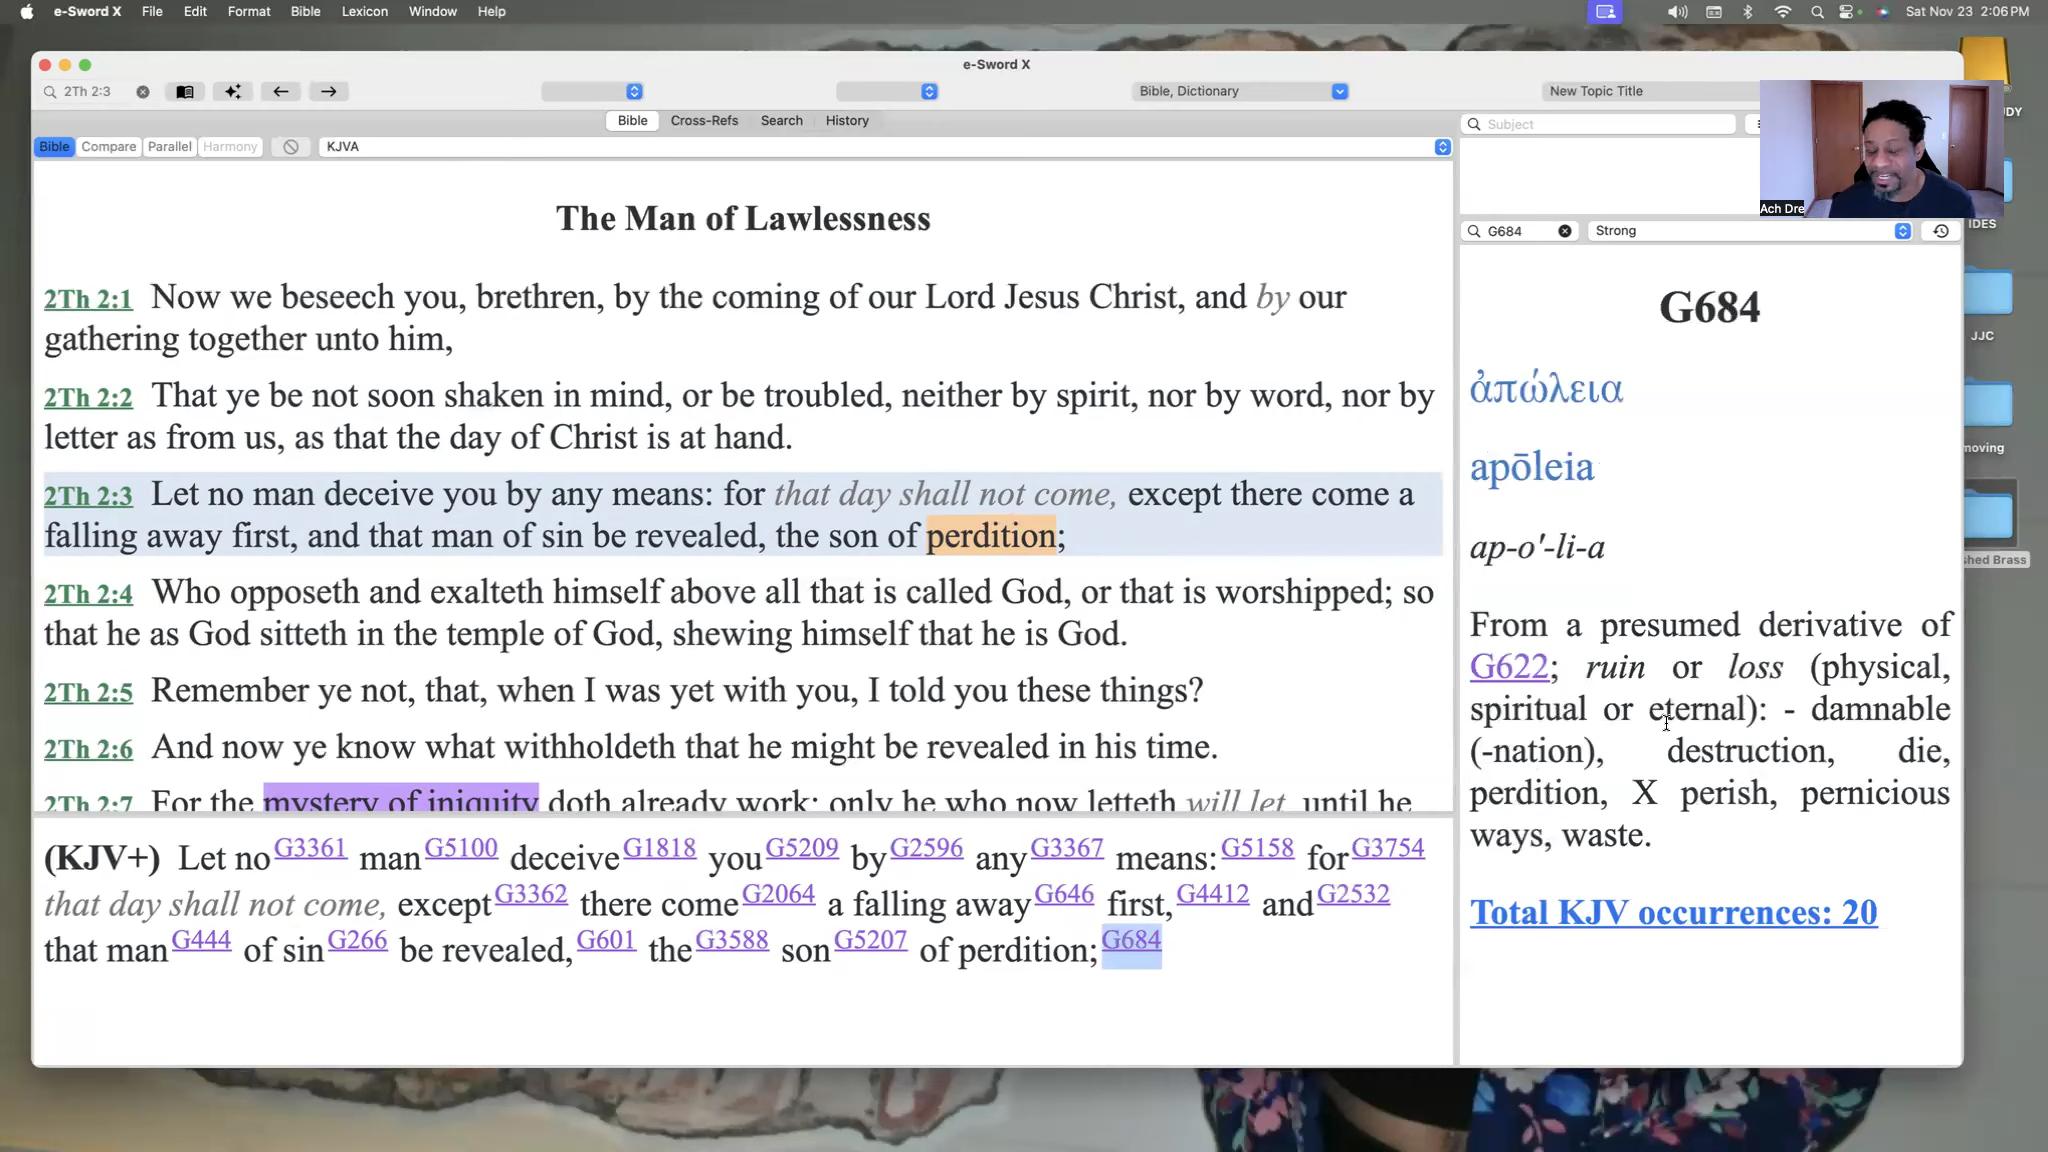 e-Sword X File Edit Format Bible Lexicon Window Help Sat Nov 23 2:06 PM
e-Sword X
2Th 2:3 Bible, Dictionary New Topic Title
Bible Cross-Refs Search History
Bible Compare Parallel Harmony KJVA
Subject
Ach Dre
G684 Strong
The Man of Lawlessness
2Th 2:1 Now we beseech you, brethren, by the coming of our Lord Jesus Christ, and by our
gathering together unto him,
2Th 2:2 That ye be not soon shaken in mind, or be troubled, neither by spirit, nor by word, nor by
letter as from us, as that the day of Christ is at hand.
2Th 2:3 Let no man deceive you by any means: for that day shall not come, except there come a
falling away first, and that man of sin be revealed, the son of perdition;
2Th 2:4 Who opposeth and exalteth himself above all that is called God, or that is worshipped; so
that he as God sitteth in the temple of God, shewing himself that he is God.
2Th 2:5 Remember ye not, that, when I was yet with you, I told you these things?
2Th 2:6 And now ye know what withholdeth that he might be revealed in his time.
2Th 2:7 For the mystery of iniquity doth already work: only he who now letteth will let, until he
(KJV+) Let no G3361 man G5100 deceive G1818 you G5209 by G2596 any G3367 means: G5158 for G3754
that day shall not come, except G3362 there come G2064 a falling away G646 first, G4412 and G2532
that man G444 of sin G266 be revealed, G601 the G3588 son G5207 of perdition; G684
G684
ἀπώλεια
apōleia
ap-o'-li-a
From a presumed derivative of
G622; ruin or loss (physical,
spiritual or eternal): - damnable
(-nation), destruction, die,
perdition, X perish, pernicious
ways, waste.
Total KJV occurrences: 20
DY
IDES
JJC
moving
shed Brass